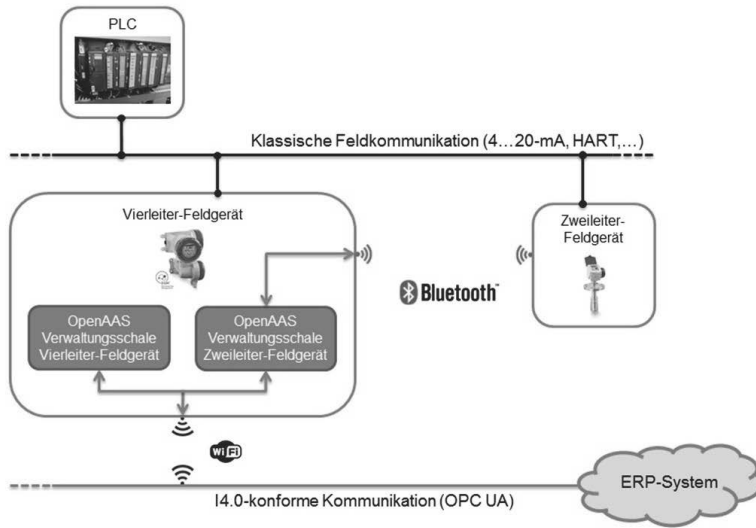 PLC
Klassische Feldkommunikation (4…20-mA, HART,…)
Vierleiter-Feldgerät
Zweileiter-
Feldgerät
Bluetooth™
OpenAAS
Verwaltungsschale
Vierleiter-Feldgerät
OpenAAS
Verwaltungsschale
Zweileiter-Feldgerät
WiFi
ERP-System
I4.0-konforme Kommunikation (OPC UA)